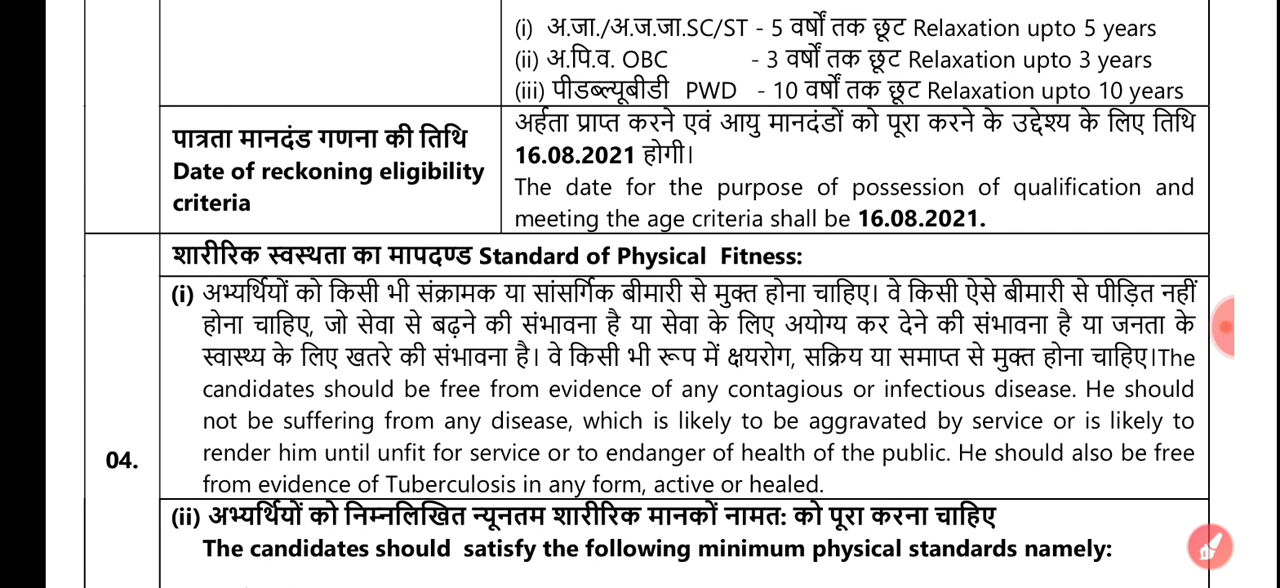 (i) अ.जा./अ.ज.जा.SC/ST - 5 वर्षों तक छूट Relaxation upto 5 years
(ii) अ.पि.व. OBC - 3 वर्षों तक छूट Relaxation upto 3 years
(iii) पीडब्ल्यूबीडी PWD - 10 वर्षों तक छूट Relaxation upto 10 years
पात्रता मानदंड गणना की तिथि
Date of reckoning eligibility
criteria
अर्हता प्राप्त करने एवं आयु मानदंडों को पूरा करने के उद्देश्य के लिए तिथि
16.08.2021 होगी।
The date for the purpose of possession of qualification and
meeting the age criteria shall be 16.08.2021.
04.
शारीरिक स्वस्थता का मापदण्ड Standard of Physical Fitness:
(i) अभ्यर्थियों को किसी भी संक्रामक या सांसर्गिक बीमारी से मुक्त होना चाहिए। वे किसी ऐसे बीमारी से पीड़ित नहीं
होना चाहिए, जो सेवा से बढ़ने की संभावना है या सेवा के लिए अयोग्य कर देने की संभावना है या जनता के
स्वास्थ्य के लिए खतरे की संभावना है। वे किसी भी रूप में क्षयरोग, सक्रिय या समाप्त से मुक्त होना चाहिए।The
candidates should be free from evidence of any contagious or infectious disease. He should
not be suffering from any disease, which is likely to be aggravated by service or is likely to
render him until unfit for service or to endanger of health of the public. He should also be free
from evidence of Tuberculosis in any form, active or healed.
(ii) अभ्यर्थियों को निम्नलिखित न्यूनतम शारीरिक मानकों नामत: को पूरा करना चाहिए
The candidates should satisfy the following minimum physical standards namely: